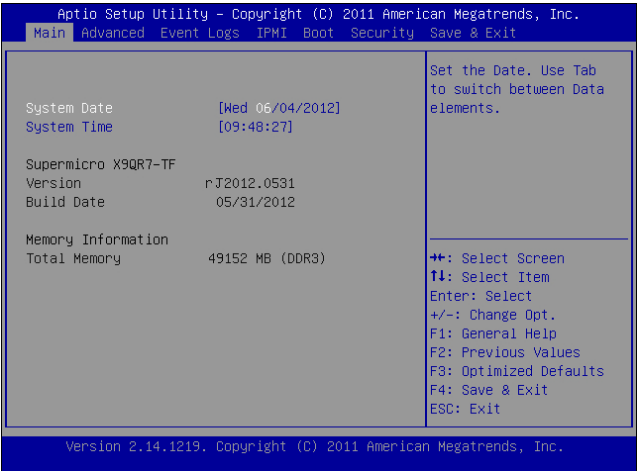 Aptio Setup Utility – Copyright (C) 2011 American Megatrends, Inc.
Main Advanced Event Logs IPMI Boot Security Save & Exit
System Date [Wed 06/04/2012]
System Time [09:48:27]
Supermicro X9QR7-TF
Version rJ2012.0531
Build Date 05/31/2012
Memory Information
Total Memory 49152 MB (DDR3)
Set the Date. Use Tab
to switch between Data
elements.
→←: Select Screen
↑↓: Select Item
Enter: Select
+/-: Change Opt.
F1: General Help
F2: Previous Values
F3: Optimized Defaults
F4: Save & Exit
ESC: Exit
Version 2.14.1219. Copyright (C) 2011 American Megatrends, Inc.